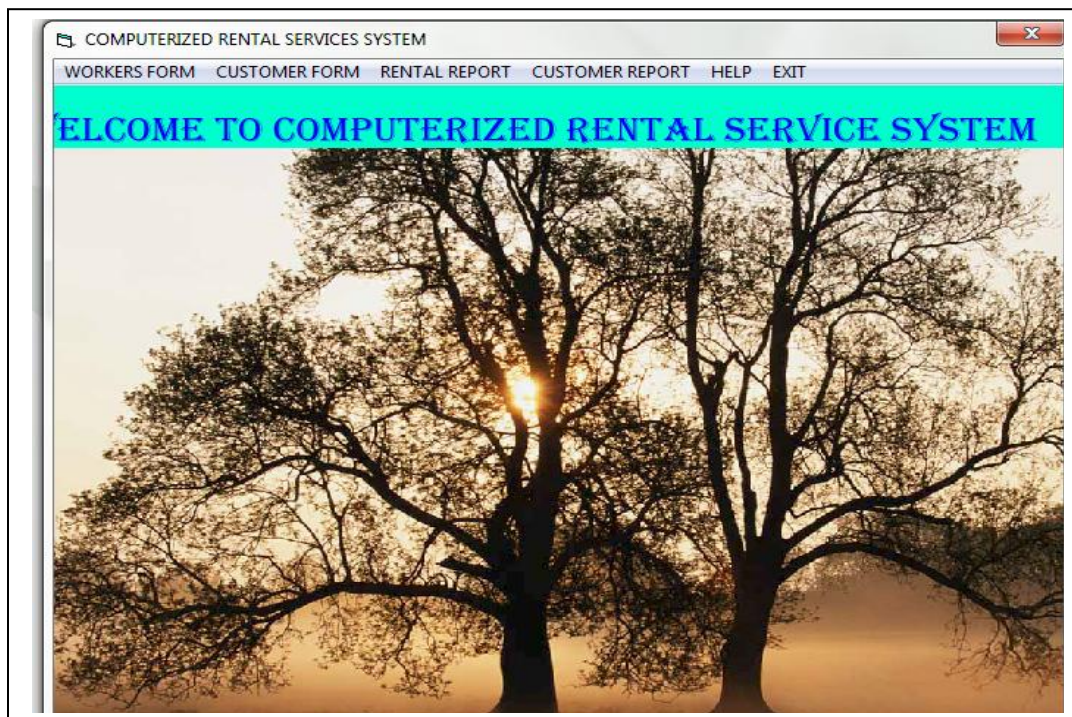 COMPUTERIZED RENTAL SERVICES SYSTEM
WORKERS FORM CUSTOMER FORM RENTAL REPORT CUSTOMER REPORT HELP EXIT
ELCOME TO COMPUTERIZED RENTAL SERVICE SYSTEM